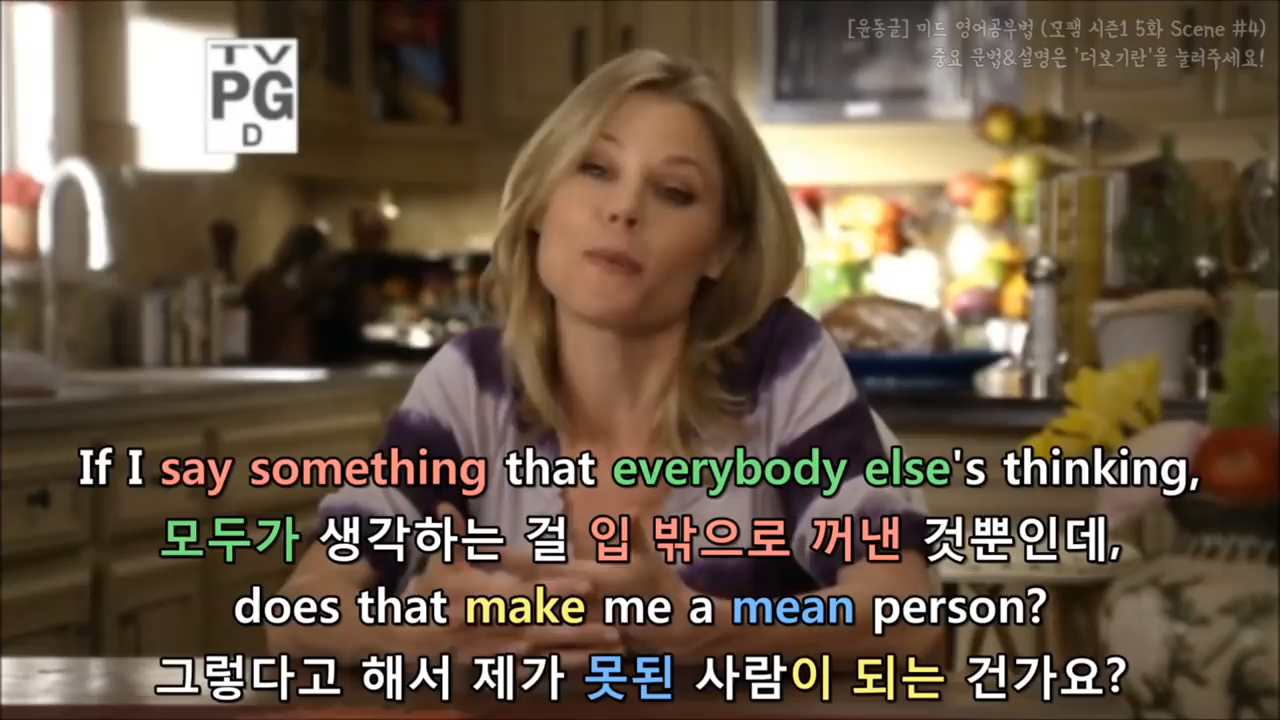 [윤동글] 미드 영어공부법 (모팸 시즌1 5화 Scene #4)
중요 문법&설명은 '더보기란'을 눌러주세요!
TV
PG
D
If I say something that everybody else's thinking,
모두가 생각하는 걸 입 밖으로 꺼낸 것뿐인데,
does that make me a mean person?
그렇다고 해서 제가 못된 사람이 되는 건가요?